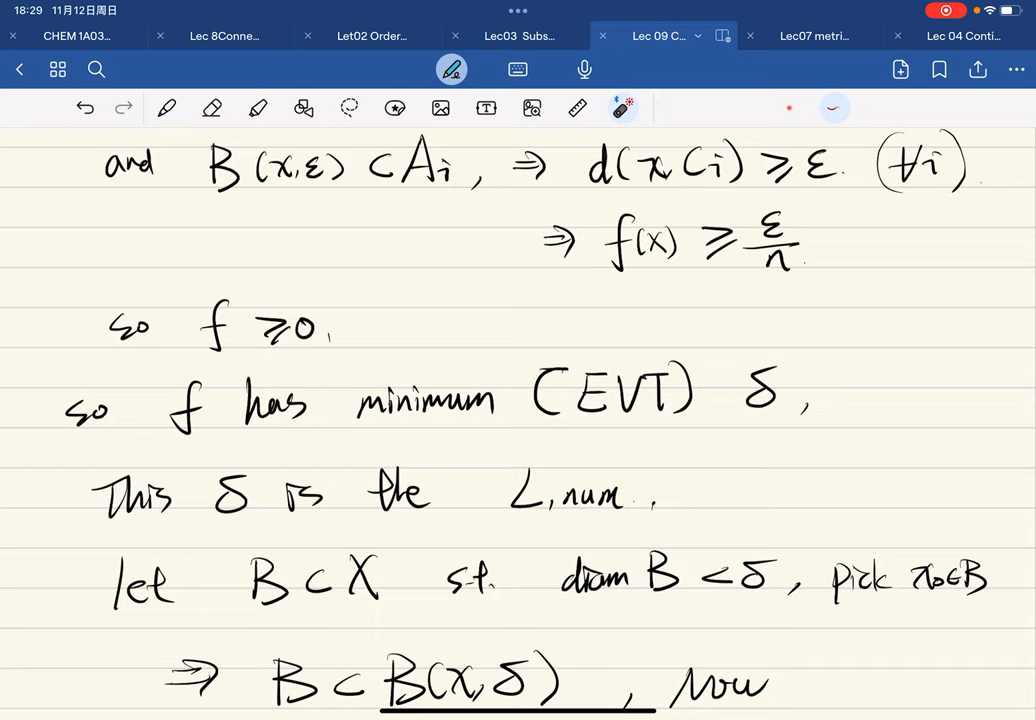 18:29 11月12日周日
CHEM 1A03... Lec 8Conne... Let02 Order... Lec03 Subs... Lec 09 C... Lec07 metri... Lec 04 Conti...
and B(x,ε) ⊂ Ai, ⇒ d(x,Ci) ≥ ε. (∀i).
⇒ f(x) ≥ ε/n.
so f ≥ 0.
so f has minimum (EVT) δ,
This δ is the L,num..
let B ⊂ X s.t. diam B < δ, pick x₀∈B
⇒ B ⊂ B(x,δ), Now